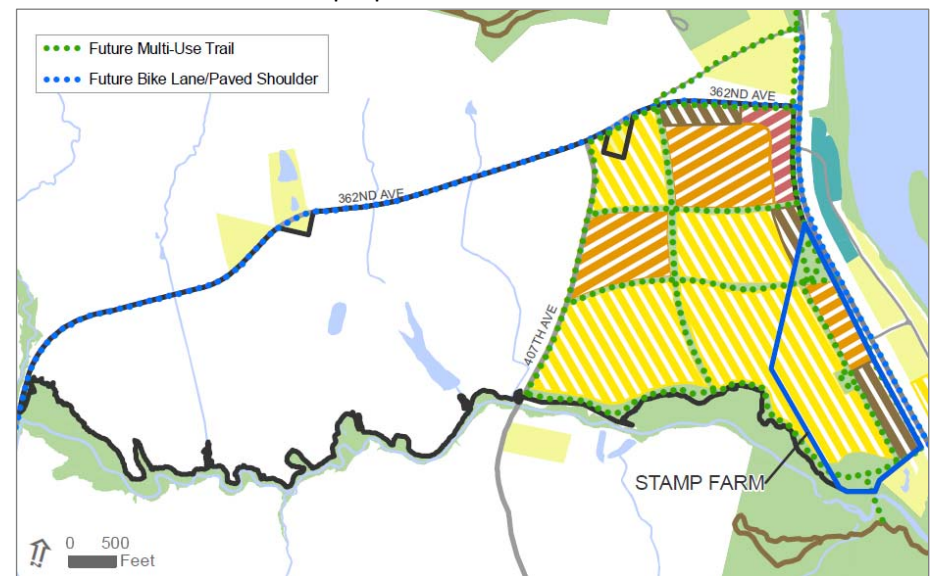 Future Multi-Use Trail
Future Bike Lane/Paved Shoulder
362ND AVE
362ND AVE
407TH AVE
STAMP FARM
0 500
Feet